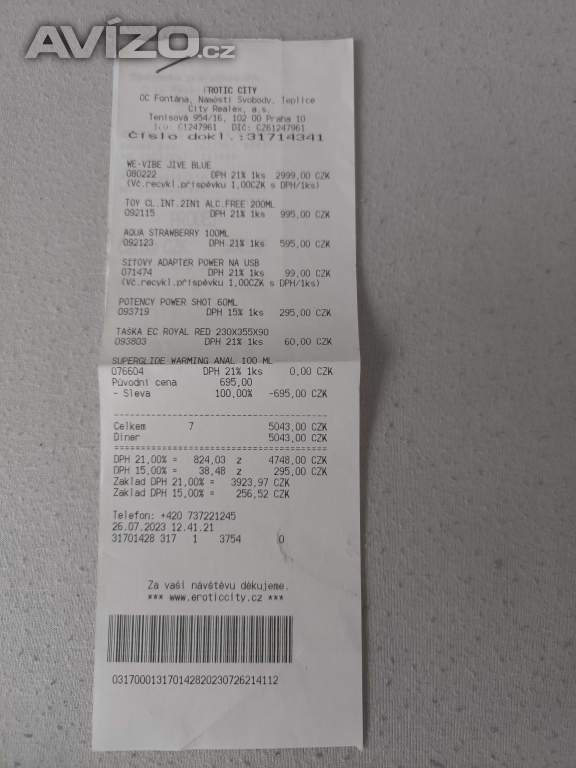 AVÍZO.cz
EROTIC CITY
OC Fontána, Náměstí Svobody, Teplice
City Realex, a.s.
Tenisová 954/16, 102 00 Praha 10
DIČ: CZ61247961
Číslo dokl.:31714341
WE-VIBE JIVE BLUE
080222 DPH 21% 1ks 2999,00 CZK
(Vč.recykl.příspěvku 1,00CZK s DPH/1ks)
TOY CL.INT.2IN1 ALC.FREE 200ML
092115 DPH 21% 1ks 995,00 CZK
AQUA STRAWBERRY 100ML
092123 DPH 21% 1ks 595,00 CZK
SITOVY ADAPTER POWER NA USB
071474 DPH 21% 1ks 99,00 CZK
(Vč.recykl.příspěvku 1,00CZK s DPH/1ks)
POTENCY POWER SHOT 60ML
093719 DPH 15% 1ks 295,00 CZK
TASKA EC ROYAL RED 230X355X90
093803 DPH 21% 1ks 60,00 CZK
SUPERGLIDE WARMING ANAL 100 ML
076604 DPH 21% 1ks 0,00 CZK
Původní cena 695,00
- Sleva 100,00% -695,00 CZK
Celkem 7 5043,00 CZK
Diner 5043,00 CZK
DPH 21,00% = 824,03 z 4748,00 CZK
DPH 15,00% = 38,48 z 295,00 CZK
Zaklad DPH 21,00% = 3923,97 CZK
Zaklad DPH 15,00% = 256,52 CZK
Telefon: +420 737221245
26.07.2023 12.41.21
31701428 317 1 3754 0
Za vaši návštěvu děkujeme.
*** www.eroticcity.cz ***
031700013170142820230726214112